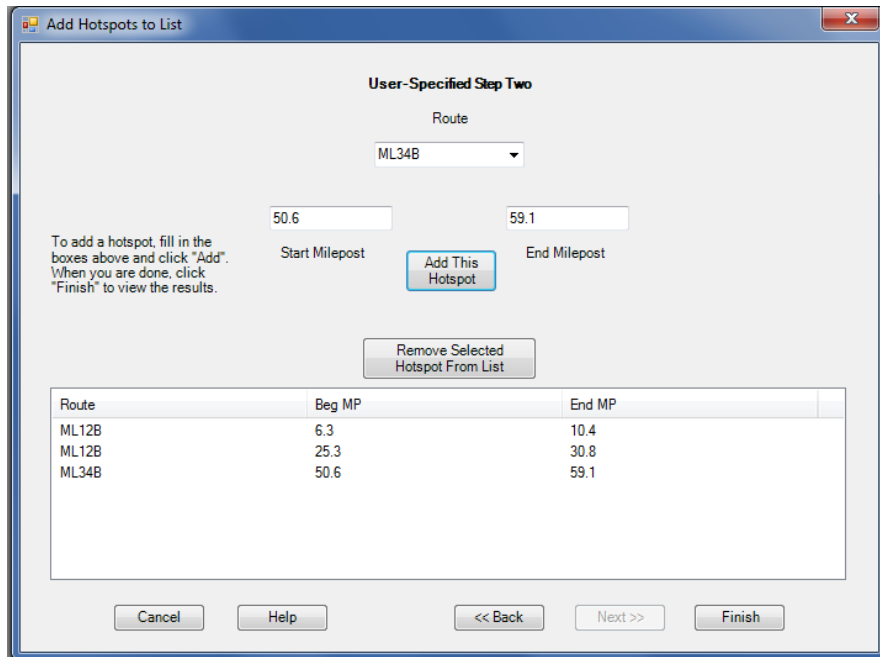 Add Hotspots to List
User-Specified Step Two
Route
ML34B
50.6 59.1
To add a hotspot, fill in the
boxes above and click "Add".
When you are done, click
"Finish" to view the results.
Start Milepost
Add This
Hotspot
End Milepost
Remove Selected
Hotspot From List
Route Beg MP End MP
ML12B 6.3 10.4
ML12B 25.3 30.8
ML34B 50.6 59.1
Cancel Help << Back Next >> Finish